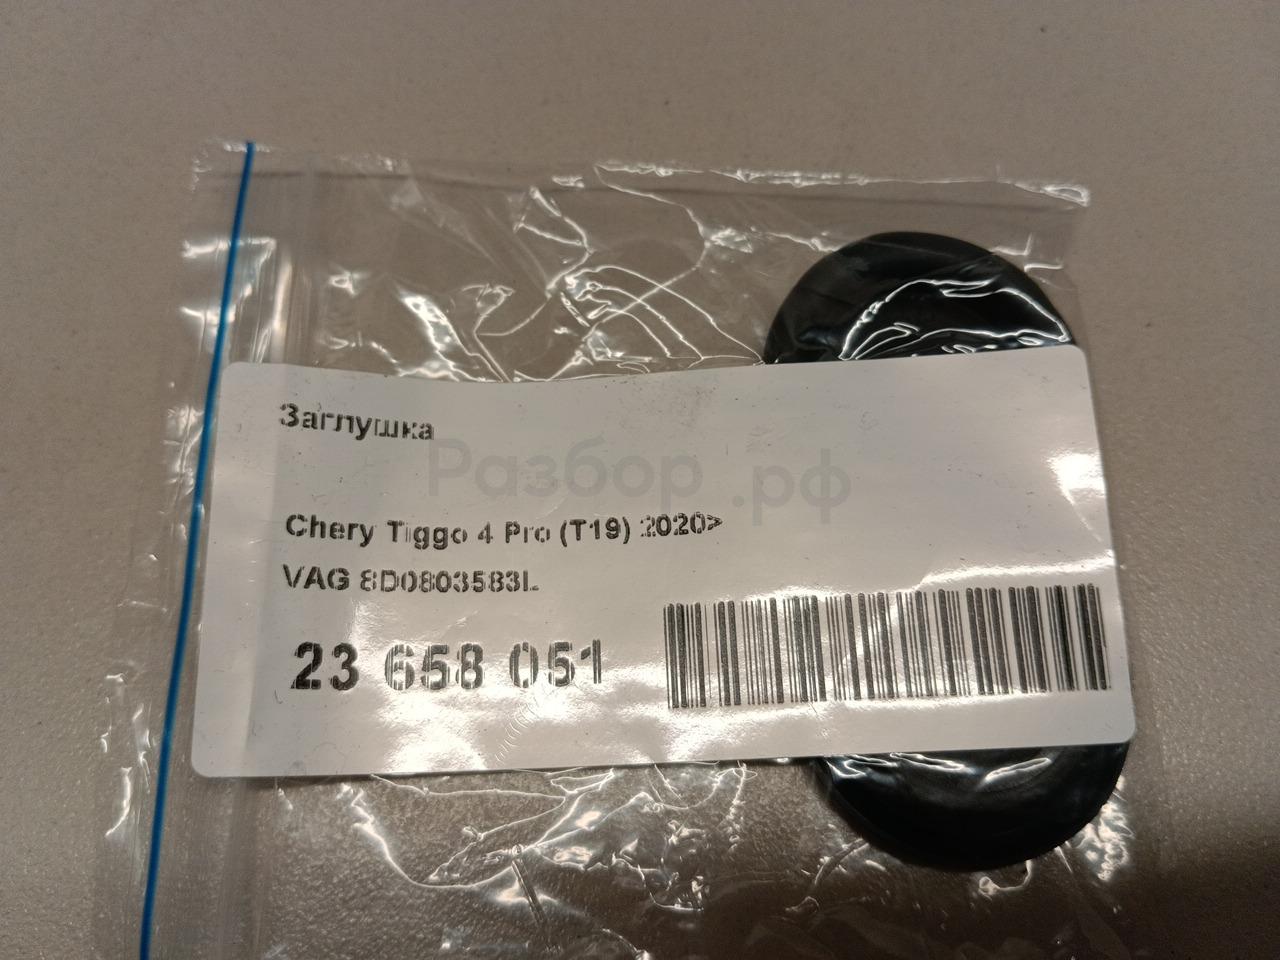 Заглушка
Разбор.рф
Chery Tiggo 4 Pro (T19) 2020>
VAG 8D0803583L
23 658 051